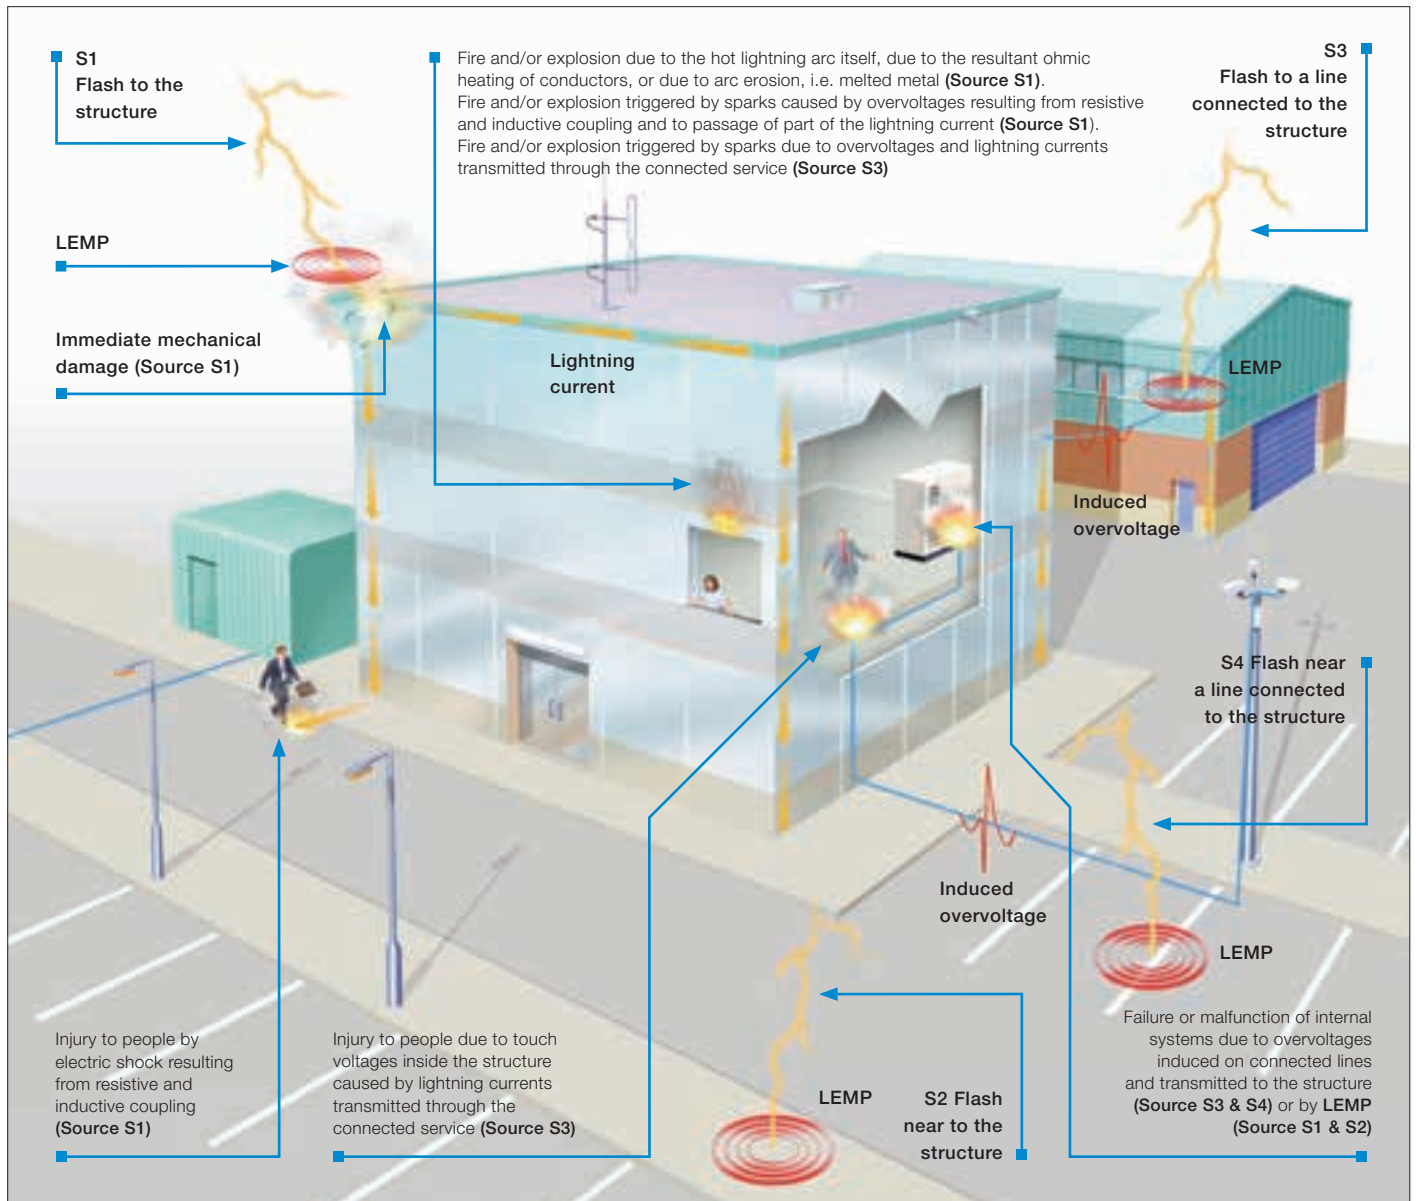 S1
Flash to the
structure
Fire and/or explosion due to the hot lightning arc itself, due to the resultant ohmic
heating of conductors, or due to arc erosion, i.e. melted metal (Source S1).
Fire and/or explosion triggered by sparks caused by overvoltages resulting from resistive
and inductive coupling and to passage of part of the lightning current (Source S1).
Fire and/or explosion triggered by sparks due to overvoltages and lightning currents
transmitted through the connected service (Source S3)
S3
Flash to a line
connected to the
structure
LEMP
Immediate mechanical
damage (Source S1)
Lightning
current
LEMP
Induced
overvoltage
S4 Flash near
a line connected
to the structure
Induced
overvoltage
LEMP
Injury to people by
electric shock resulting
from resistive and
inductive coupling
(Source S1)
Injury to people due to touch
voltages inside the structure
caused by lightning currents
transmitted through the
connected service (Source S3)
LEMP
S2 Flash
near to the
structure
Failure or malfunction of internal
systems due to overvoltages
induced on connected lines
and transmitted to the structure
(Source S3 & S4) or by LEMP
(Source S1 & S2)